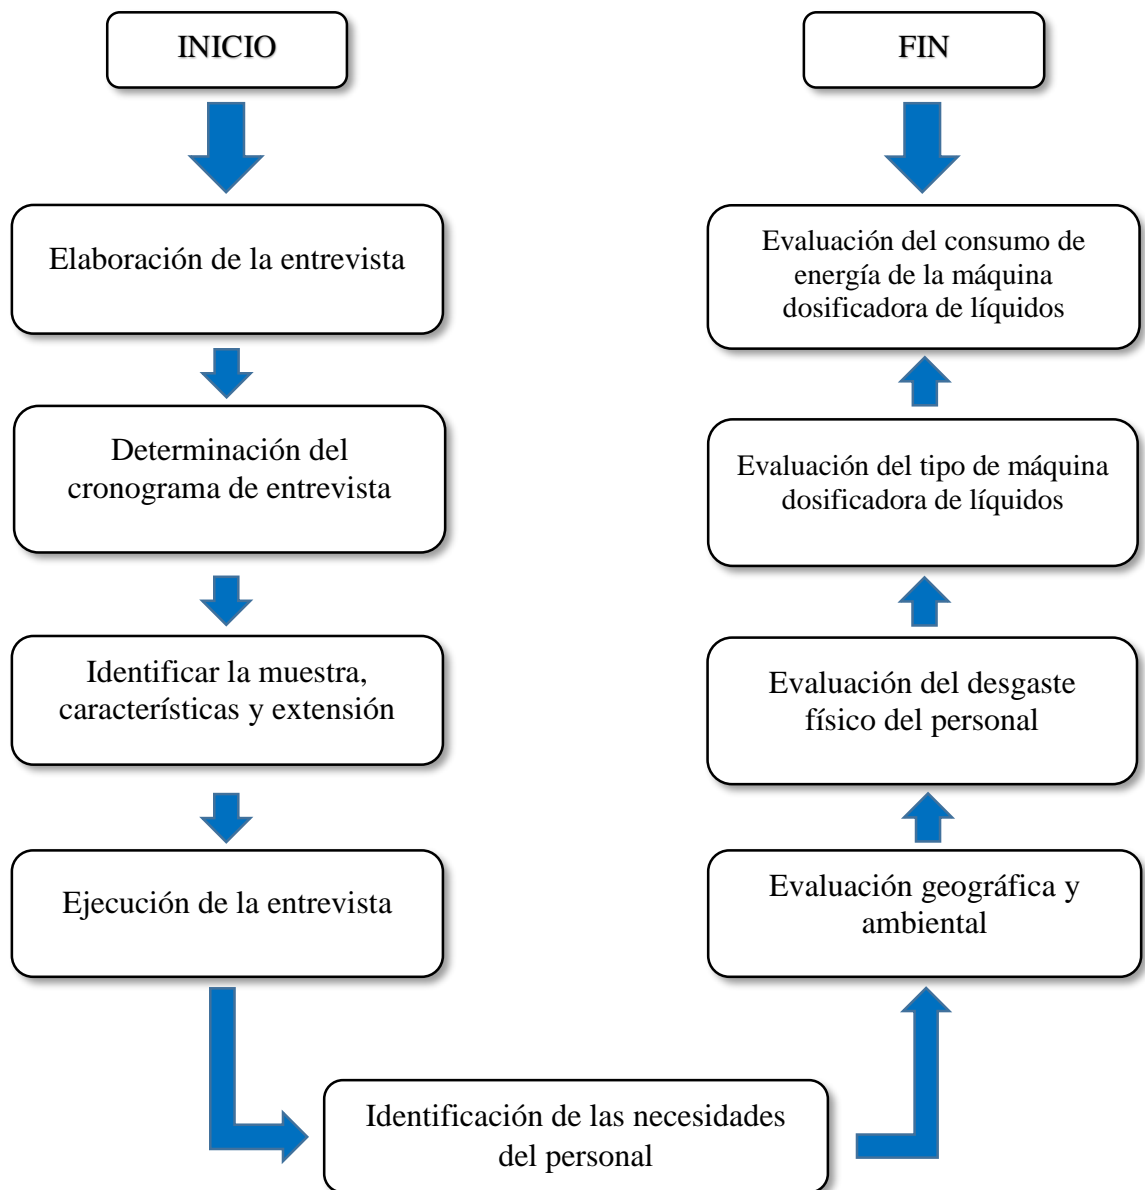 INICIO
Elaboración de la entrevista
Determinación del
cronograma de entrevista
Identificar la muestra,
características y extensión
Ejecución de la entrevista
Identificación de las necesidades
del personal
Evaluación geográfica y
ambiental
Evaluación del desgaste
físico del personal
Evaluación del tipo de máquina
dosificadora de líquidos
Evaluación del consumo de
energía de la máquina
dosificadora de líquidos
FIN